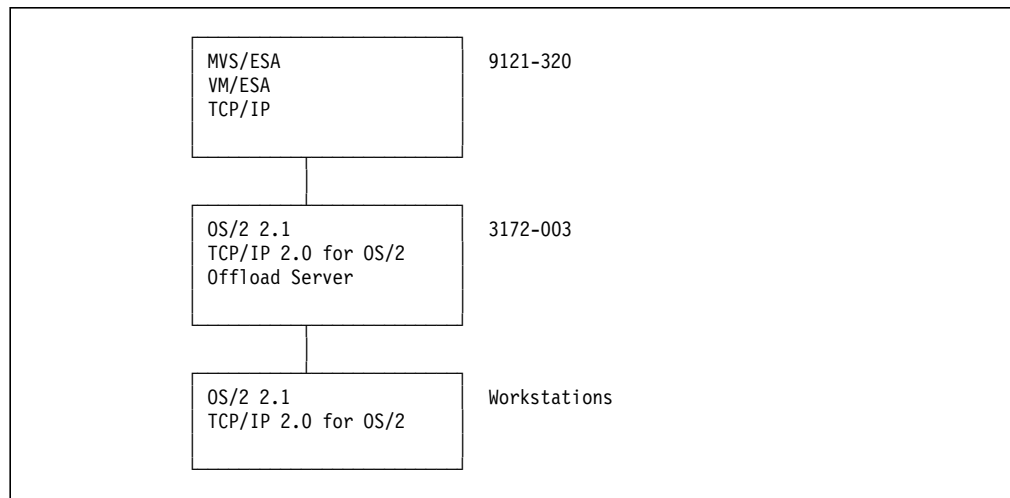 MVS/ESA 9121-320
VM/ESA
TCP/IP
OS/2 2.1 3172-003
TCP/IP 2.0 for OS/2
Offload Server
OS/2 2.1 Workstations
TCP/IP 2.0 for OS/2